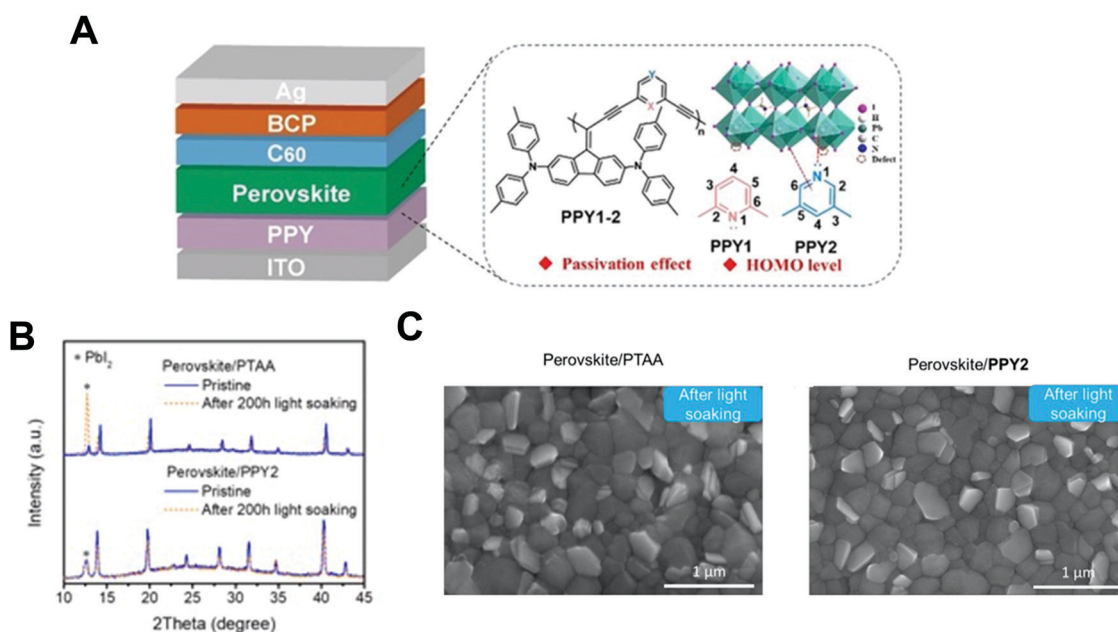 A
Ag
BCP
C60
Perovskite
PPY
ITO
Y
X
n
N
N
PPY1-2
4
3
5
2
6
N
1
PPY1
N
1
6
2
5
3
4
PPY2
I
H
Pb
C
N
Defect
◆ Passivation effect
◆ HOMO level
B
* PbI2
Perovskite/PTAA
Pristine
After 200h light soaking
*
Perovskite/PPY2
Pristine
After 200h light soaking
*
Intensity (a.u.)
10 15 20 25 30 35 40 45
2Theta (degree)
C
Perovskite/PTAA
After light
soaking
1 µm
Perovskite/PPY2
After light
soaking
1 µm